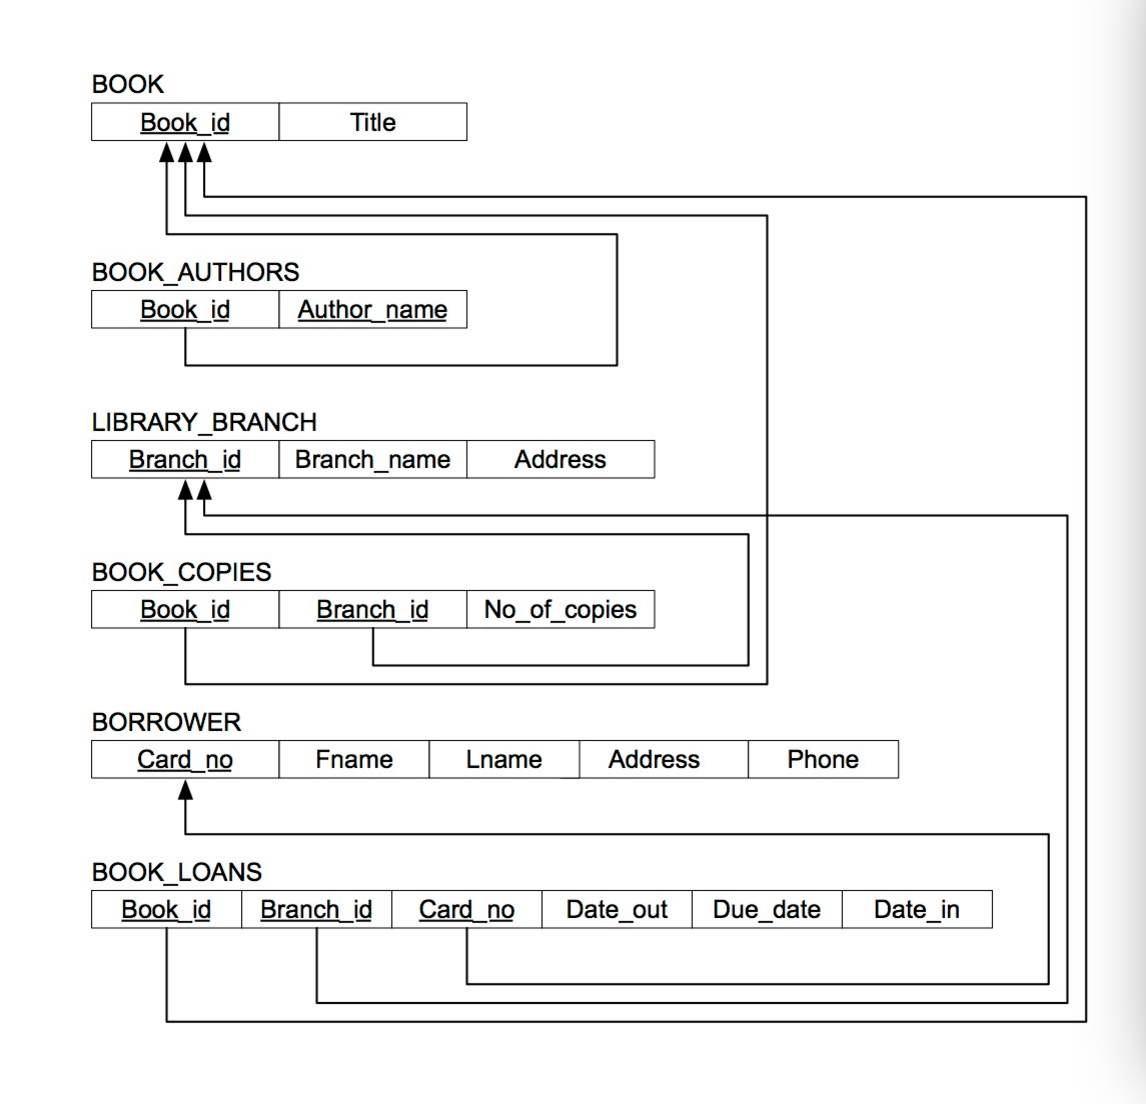 BOOK
Book_id Title
BOOK_AUTHORS
Book_id Author_name
LIBRARY_BRANCH
Branch_id Branch_name Address
BOOK_COPIES
Book_id Branch_id No_of_copies
BORROWER
Card_no Fname Lname Address Phone
BOOK_LOANS
Book_id Branch_id Card_no Date_out Due_date Date_in